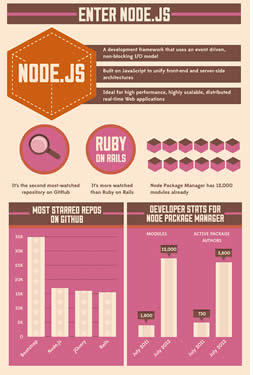 ENTER NODE.JS
NODE.JS
A development framework that uses an event driven,
non-blocking I/O model
Built on JavaScript to unify front-end and server-side
architectures
Ideal for high performance, highly scalable, distributed
real-time Web applications
RUBY
ON RAILS
It's the second most-watched
repository on GitHub
It's more watched
than Ruby on Rails
Node Package Manager has 12,000
modules already
MOST STARRED REPOS
ON GITHUB
35K
30K
25K
20K
15K
10K
5K
0
Bootstrap
Node.js
jQuery
Rails
DEVELOPER STATS FOR
NODE PACKAGE MANAGER
MODULES
ACTIVE PACKAGE
AUTHORS
1,800
12,000
750
July 2011
July 2012
July 2011
July 2012